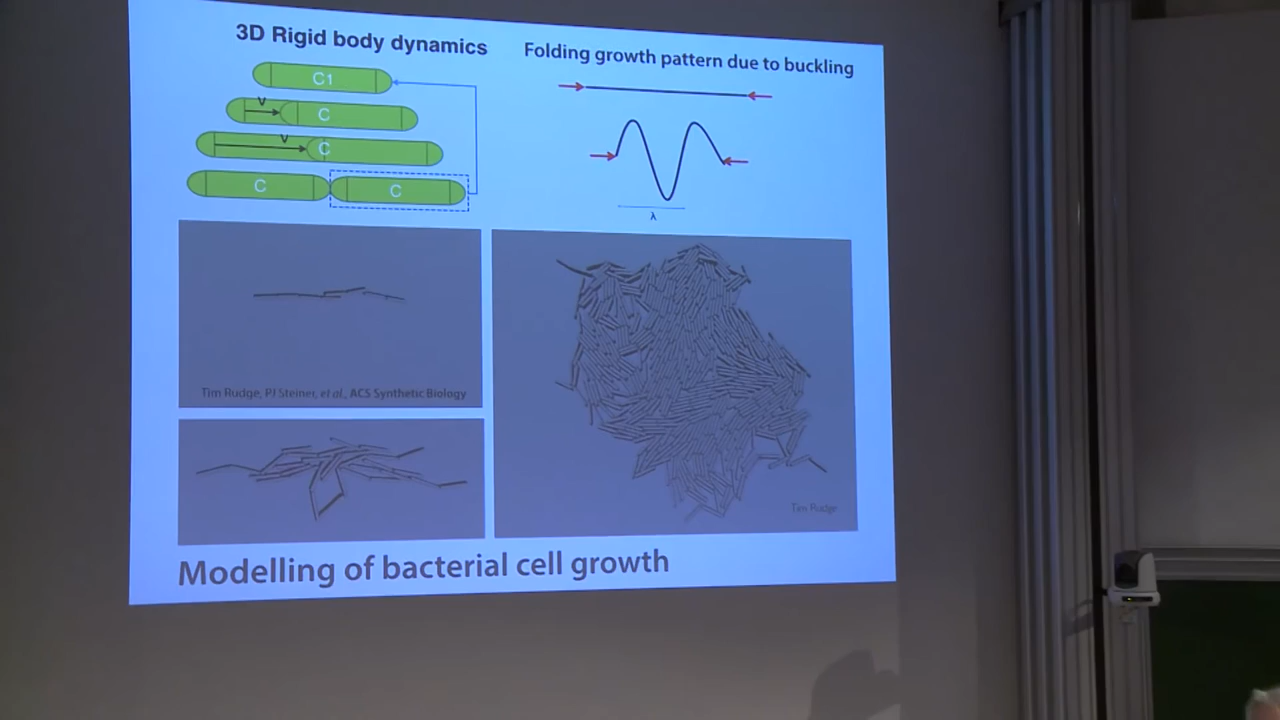 3D Rigid body dynamics
C1
v
C
v
C
C
C
Folding growth pattern due to buckling
λ
Tim Rudge, PJ Steiner, et al., ACS Synthetic Biology
Tim Rudge
Modelling of bacterial cell growth